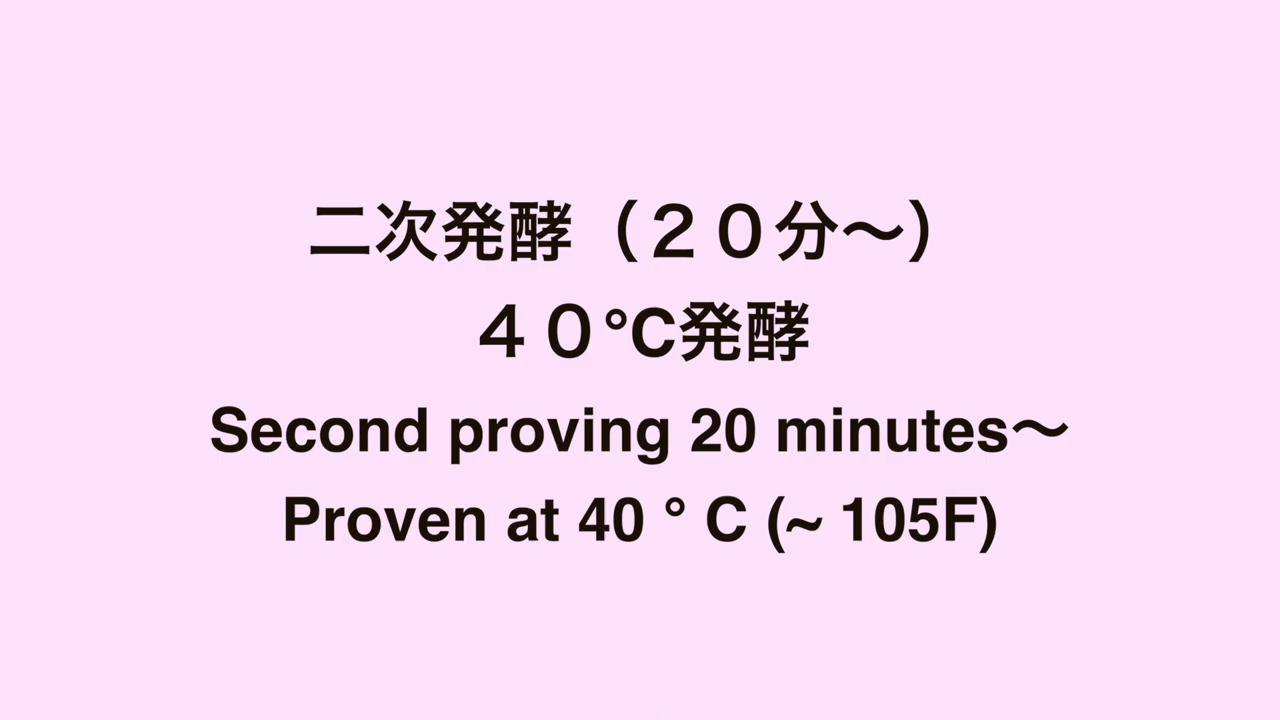 二次発酵（２０分〜）
４０℃発酵
Second proving 20 minutes〜
Proven at 40 ° C (~ 105F)